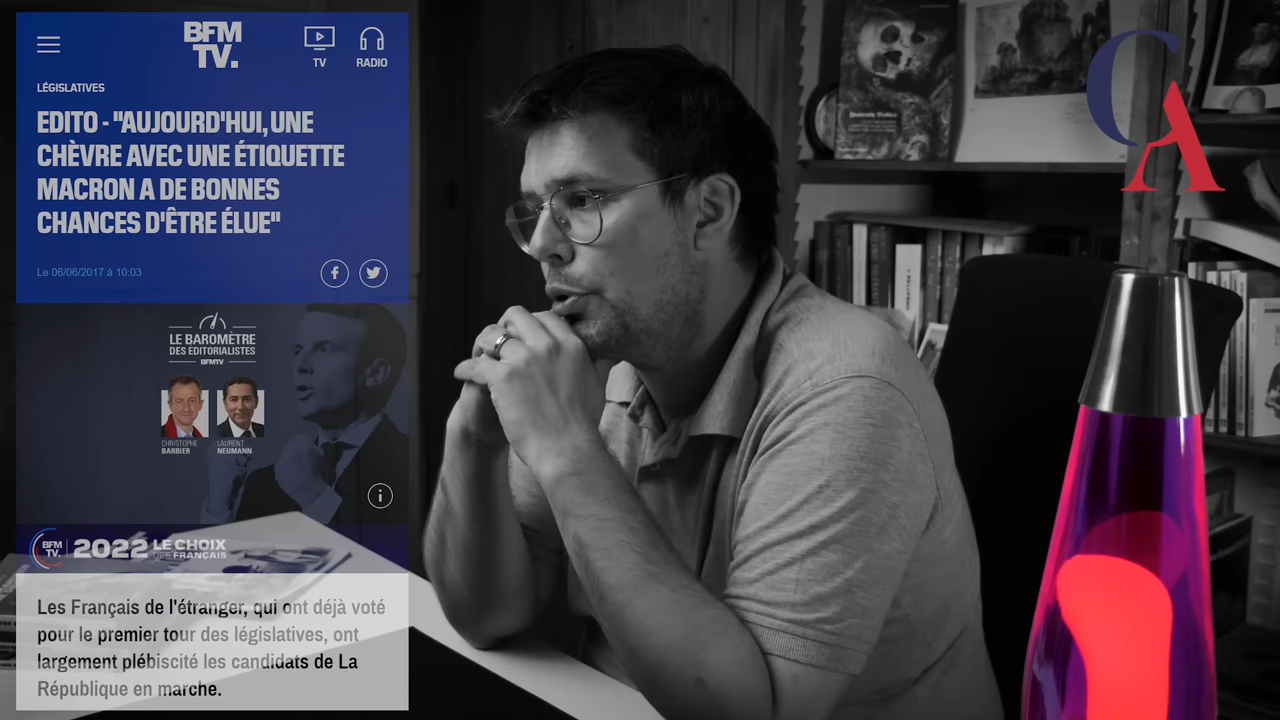 BFM
TV.
TV
RADIO
LÉGISLATIVES
EDITO - "AUJOURD'HUI, UNE
CHÈVRE AVEC UNE ÉTIQUETTE
MACRON A DE BONNES
CHANCES D'ÊTRE ÉLUE"
Le 06/06/2017 à 10:03
LE BAROMÈTRE
DES EDITORIALISTES
BFMTV
CHRISTOPHE
BARBIER
LAURENT
NEUMANN
BFM
TV.
2022 LE CHOIX
DES FRANÇAIS
Les Français de l'étranger, qui ont déjà voté
pour le premier tour des législatives, ont
largement plébiscité les candidats de La
République en marche.
CA